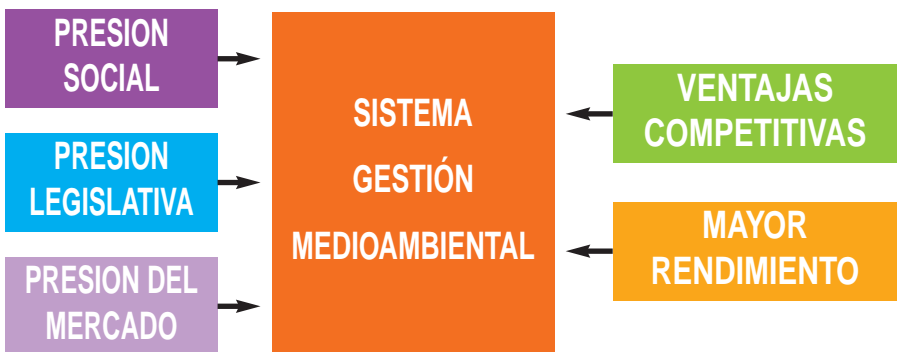 PRESION
SOCIAL
PRESION
LEGISLATIVA
PRESION DEL
MERCADO
SISTEMA
GESTIÓN
MEDIOAMBIENTAL
VENTAJAS
COMPETITIVAS
MAYOR
RENDIMIENTO